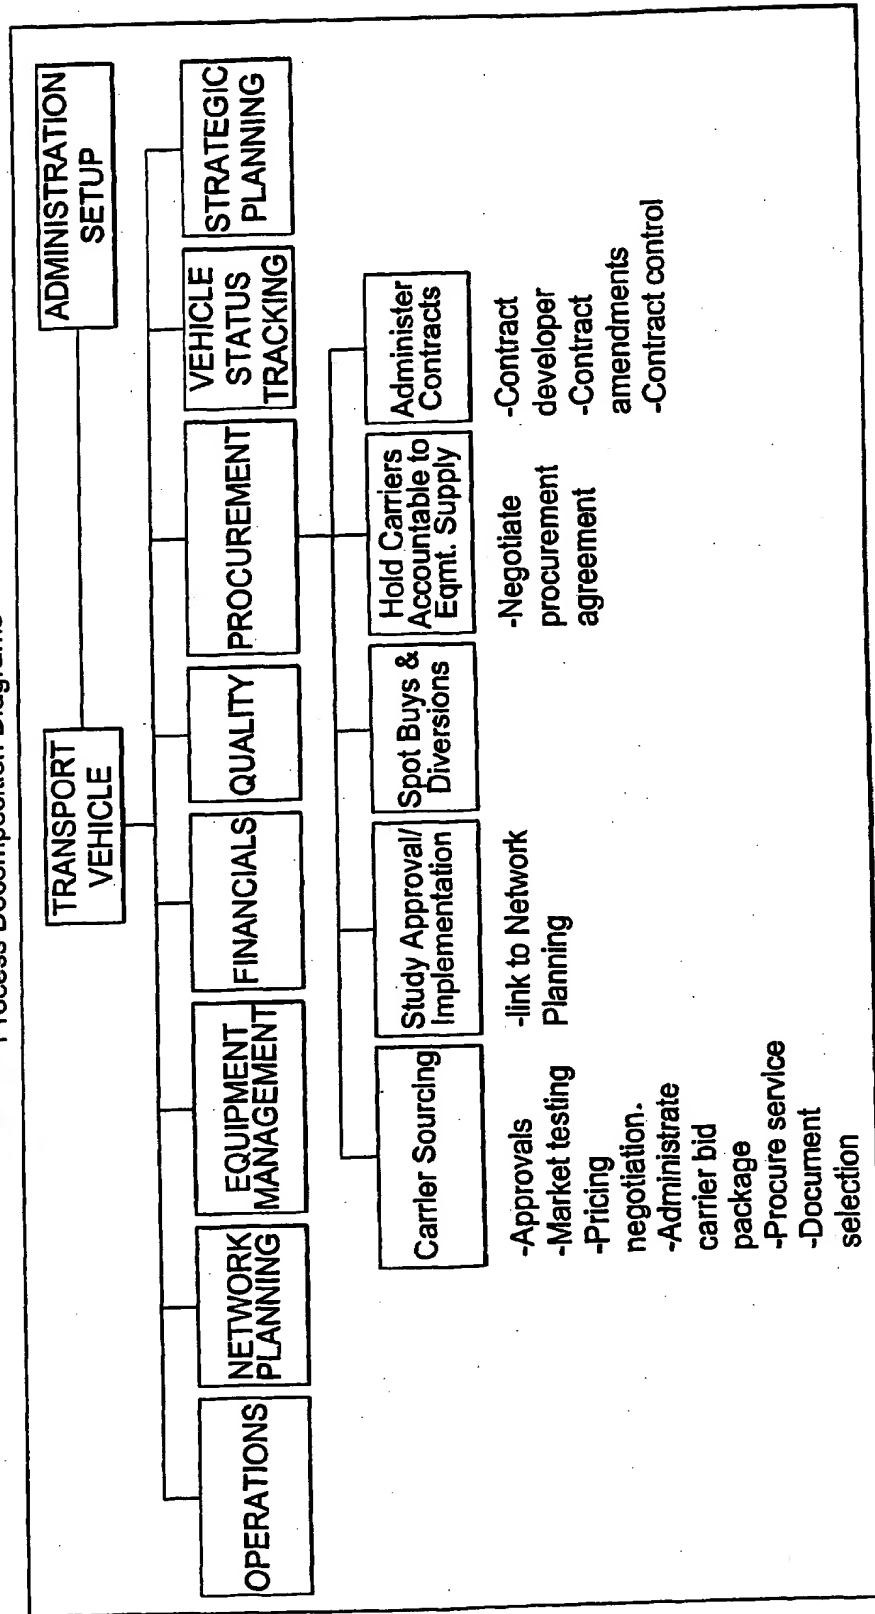 Process Decomposition Diagrams
TRANSPORT
VEHICLE
ADMINISTRATION
SETUP
OPERATIONS
NETWORK
PLANNING
EQUIPMENT
MANAGEMENT
FINANCIALS
QUALITY
PROCUREMENT
VEHICLE
STATUS
TRACKING
STRATEGIC
PLANNING
Carrier Sourcing
-Approvals
-Market testing
-Pricing
negotiation.
-Administrate
carrier bid
package
-Procure service
-Document
selection
Study Approval/
Implementation
-link to Network
Planning
Spot Buys &
Diversions
Hold Carriers
Accountable to
Eqmt. Supply
-Negotiate
procurement
agreement
Administer
Contracts
-Contract
developer
-Contract
amendments
-Contract control